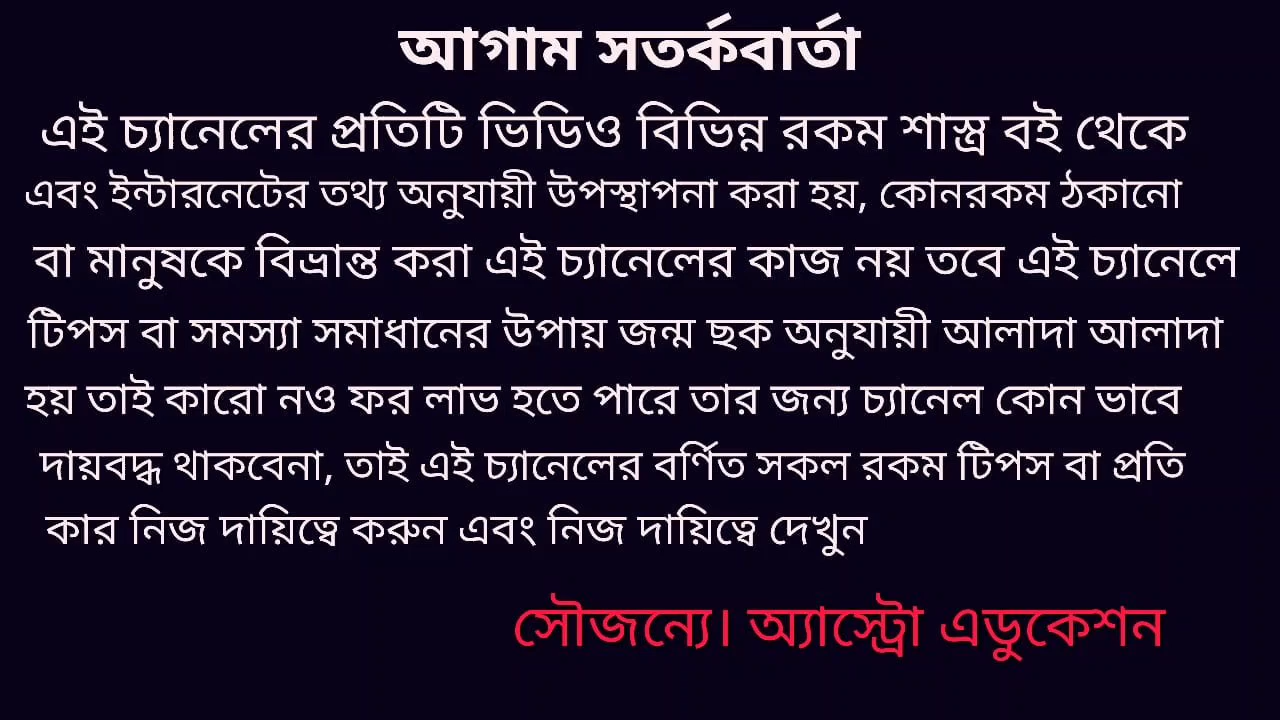 আগাম সতর্কবার্তা
এই চ্যানেলের প্রতিটি ভিডিও বিভিন্ন রকম শাস্ত্র বই থেকে
এবং ইন্টারনেটের তথ্য অনুযায়ী উপস্থাপনা করা হয়, কোনরকম ঠকানো
বা মানুষকে বিভ্রান্ত করা এই চ্যানেলের কাজ নয় তবে এই চ্যানেলে
টিপস বা সমস্যা সমাধানের উপায় জন্ম ছক অনুযায়ী আলাদা আলাদা
হয় তাই কারো নও ফর লাভ হতে পারে তার জন্য চ্যানেল কোন ভাবে
দায়বদ্ধ থাকবেনা, তাই এই চ্যানেলের বর্ণিত সকল রকম টিপস বা প্রতি
কার নিজ দায়িত্বে করুন এবং নিজ দায়িত্বে দেখুন
সৌজন্যে। অ্যাস্ট্রো এডুকেশন